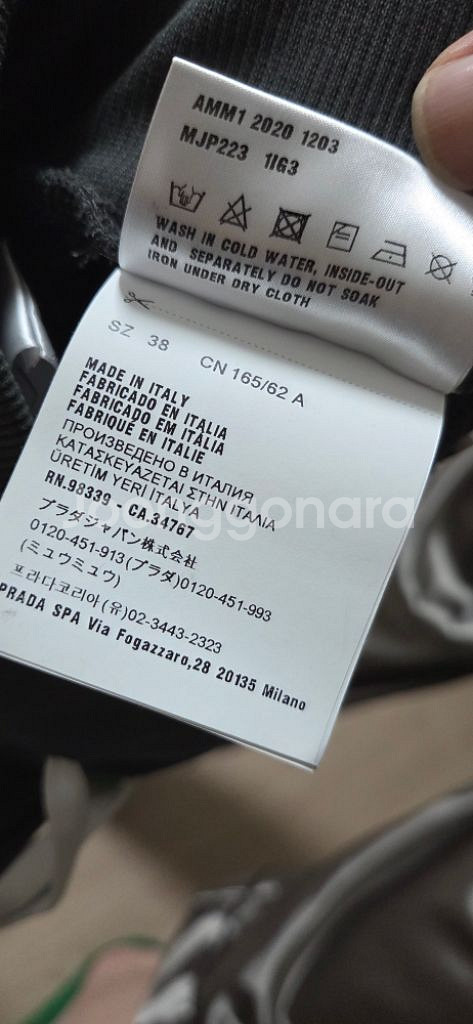 AMM1 2020 1203
MJP223 1IG3
WASH IN COLD WATER, INSIDE-OUT
AND SEPARATELY DO NOT SOAK
IRON UNDER DRY CLOTH
SZ 38 CN 165/62 A
MADE IN ITALY
FABRICADO EN ITALIA
FABRICADO EM ITÁLIA
FABRIQUÉ EN ITALIE
ПРОИЗВЕДЕНО В ИТАЛИЯ
ΚΑΤΑΣΚΕΥΑΖΕΤΑΙ ΣΤΗΝ ΙΤΑΛΙΑ
ÜRETİM YERİ İTALYA
RN.98339 - CA.34767
プラダジャパン株式会社
0120-451-913(プラダ)0120-451-993
(ミュウミュウ)
프라다코리아(유)02-3443-2323
PRADA SPA Via Fogazzaro,28 20135 Milano
joonggonara